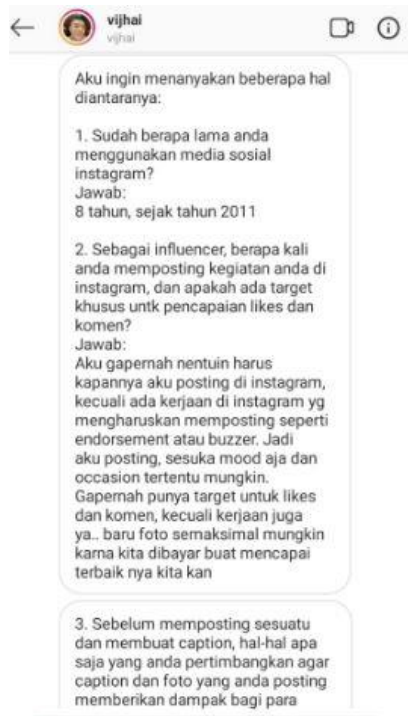 vijhai
vijhai
Aku ingin menanyakan beberapa hal
diantaranya:
1. Sudah berapa lama anda
menggunakan media sosial
instagram?
Jawab:
8 tahun, sejak tahun 2011
2. Sebagai influencer, berapa kali
anda memposting kegiatan anda di
instagram, dan apakah ada target
khusus untk pencapaian likes dan
komen?
Jawab:
Aku gapernah nentuin harus
kapannya aku posting di instagram,
kecuali ada kerjaan di instagram yg
mengharuskan memposting seperti
endorsement atau buzzer. Jadi
aku posting, sesuka mood aja dan
occasion tertentu mungkin.
Gapernah punya target untuk likes
dan komen, kecuali kerjaan juga
ya.. baru foto semaksimal mungkin
karna kita dibayar buat mencapai
terbaik nya kita kan
3. Sebelum memposting sesuatu
dan membuat caption, hal-hal apa
saja yang anda pertimbangkan agar
caption dan foto yang anda posting
memberikan dampak bagi para